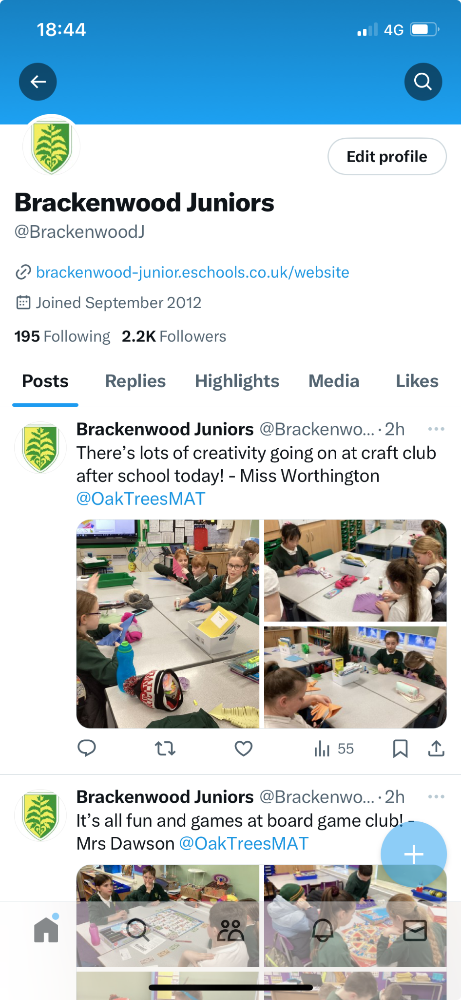 18:44
4G
Edit profile
Brackenwood Juniors
@BrackenwoodJ
brackenwood-junior.eschools.co.uk/website
Joined September 2012
195 Following 2.2K Followers
Posts Replies Highlights Media Likes
Brackenwood Juniors @Brackenwo... · 2h
There’s lots of creativity going on at craft club
after school today! - Miss Worthington
@OakTreesMAT
55
Brackenwood Juniors @Brackenwo... · 2h
It’s all fun and games at board game club! -
Mrs Dawson @OakTreesMAT